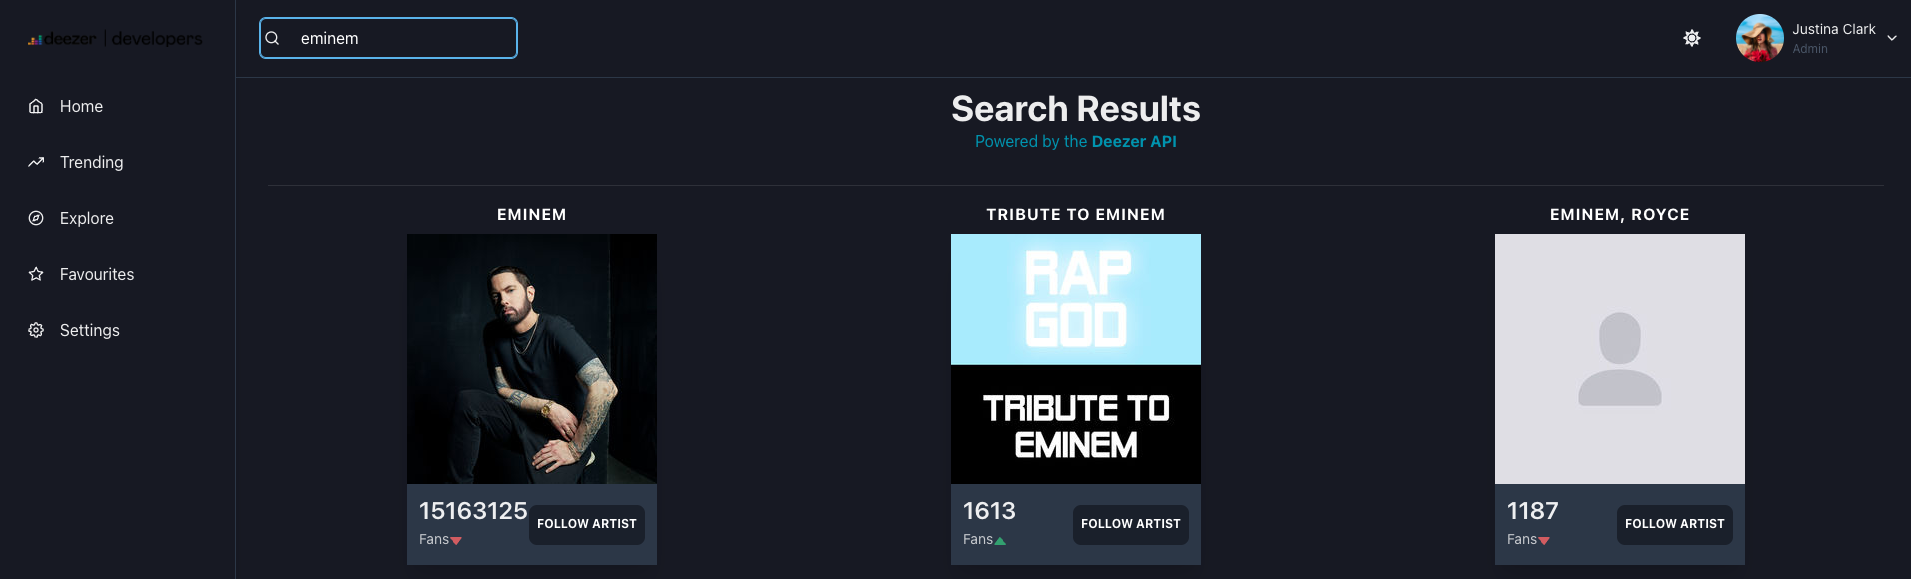 deezer | developers
eminem
Justina Clark
Admin
Home
Trending
Explore
Favourites
Settings
Search Results
Powered by the Deezer API
EMINEM
TRIBUTE TO EMINEM
EMINEM, ROYCE
RAP
GOD
TRIBUTE TO
EMINEM
15163125
Fans
FOLLOW ARTIST
1613
Fans
FOLLOW ARTIST
1187
Fans
FOLLOW ARTIST